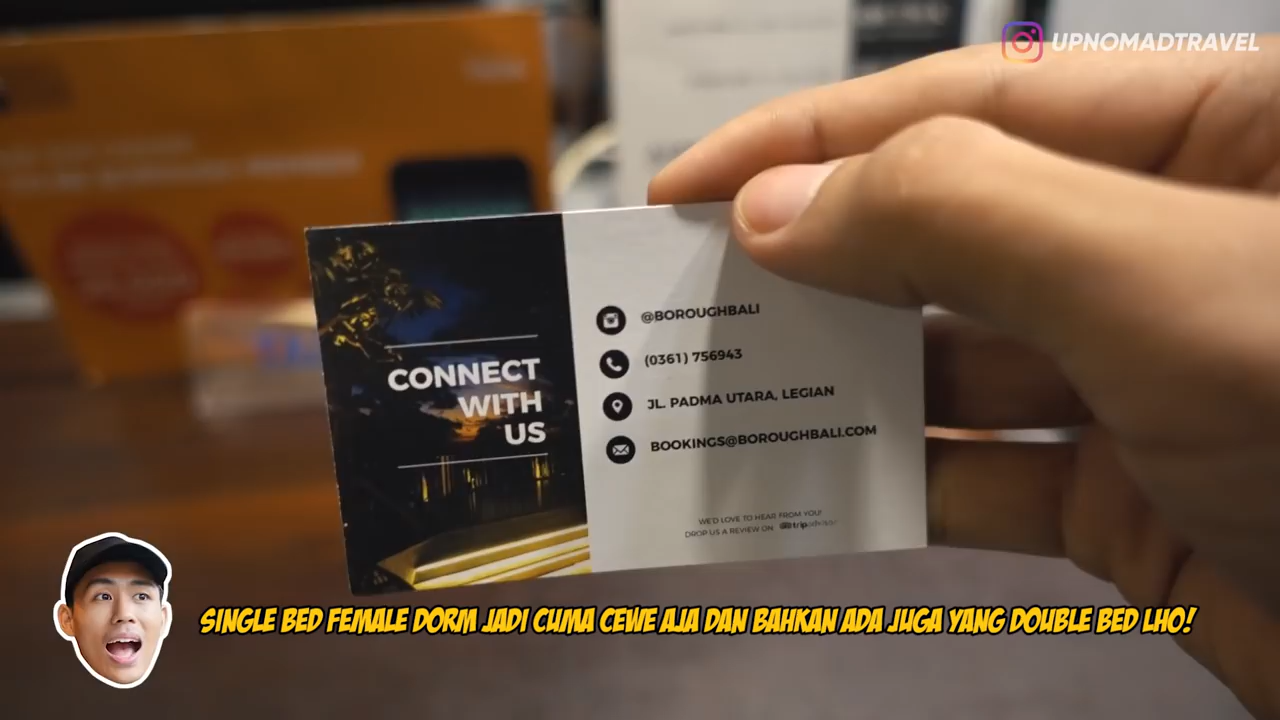 UPNOMADTRAVEL
CONNECT
WITH
US
@BOROUGHBALI
(0361) 756943
JL. PADMA UTARA, LEGIAN
BOOKINGS@BOROUGHBALI.COM
WE'D LOVE TO HEAR FROM YOU!
DROP US A REVIEW ON tripadvisor
SINGLE BED FEMALE DORM JADI CUMA CEWE AJA DAN BAHKAN ADA JUGA YANG DOUBLE BED LHO!